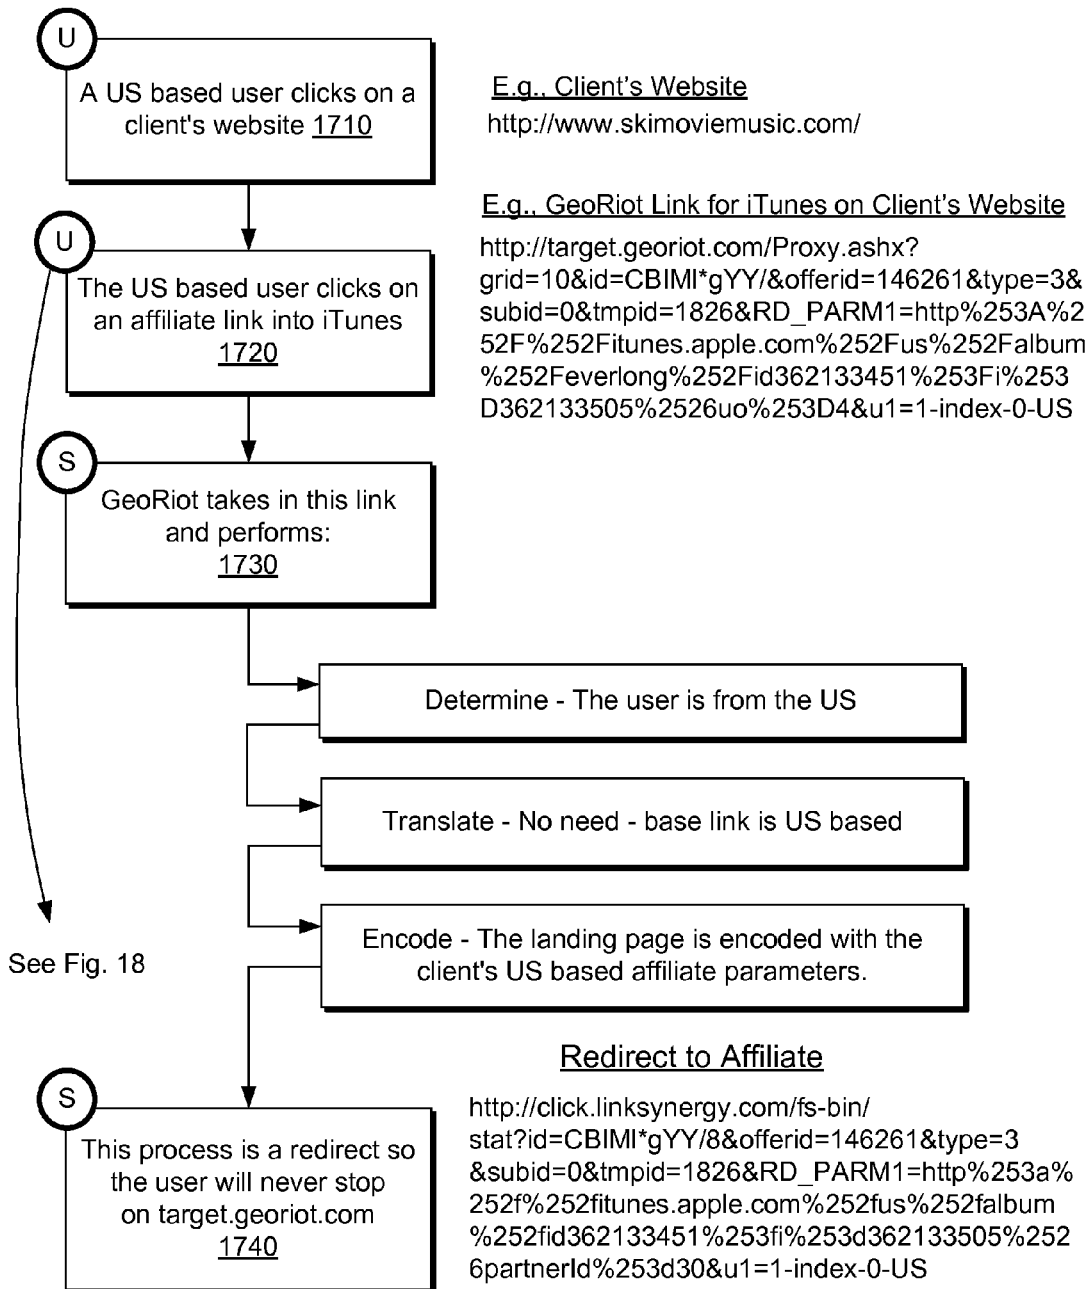 U
A US based user clicks on a
client's website 1710
E.g., Client's Website
http://www.skimoviemusic.com/
U
The US based user clicks on
an affiliate link into iTunes
1720
E.g., GeoRiot Link for iTunes on Client's Website
http://target.georiot.com/Proxy.ashx?
grid=10&id=CBIMI*gYY/&offerid=146261&type=3&
subid=0&tmpid=1826&RD_PARM1=http%253A%2
52F%252Fitunes.apple.com%252Fus%252Falbum
%252Feverlong%252Fid362133451%253Fi%253
D362133505%2526uo%253D4&u1=1-index-0-US
S
GeoRiot takes in this link
and performs:
1730
Determine - The user is from the US
Translate - No need - base link is US based
Encode - The landing page is encoded with the
client's US based affiliate parameters.
See Fig. 18
S
This process is a redirect so
the user will never stop
on target.georiot.com
1740
Redirect to Affiliate
http://click.linksynergy.com/fs-bin/
stat?id=CBIMI*gYY/8&offerid=146261&type=3
&subid=0&tmpid=1826&RD_PARM1=http%253a%
252f%252fitunes.apple.com%252fus%252falbum
%252fid362133451%253fi%253d362133505%252
6partnerId%253d30&u1=1-index-0-US